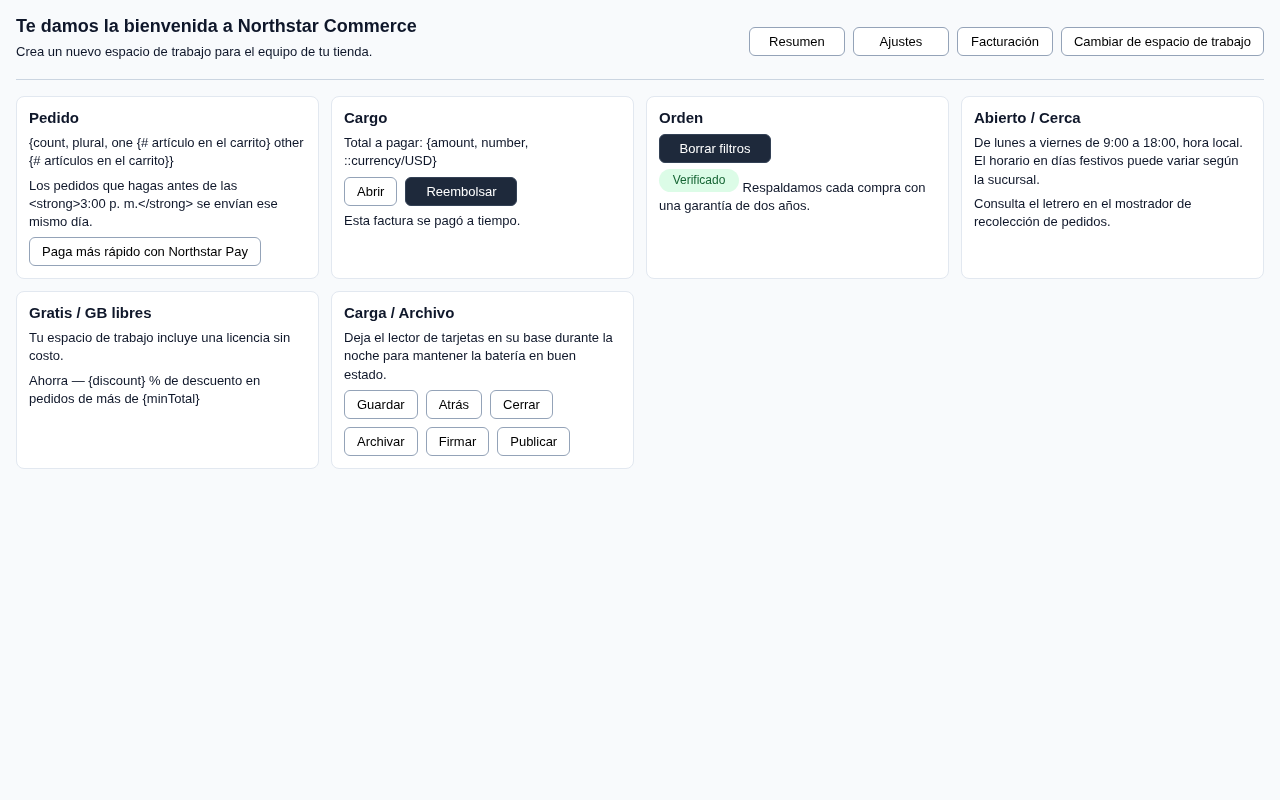 Te damos la bienvenida a Northstar Commerce
Crea un nuevo espacio de trabajo para el equipo de tu tienda.
Resumen
Ajustes
Facturación
Cambiar de espacio de trabajo
Pedido
{count, plural, one {# artículo en el carrito} other
{# artículos en el carrito}}
Los pedidos que hagas antes de las
<strong>3:00 p. m.</strong> se envían ese
mismo día.
Paga más rápido con Northstar Pay
Cargo
Total a pagar: {amount, number,
::currency/USD}
Abrir
Reembolsar
Esta factura se pagó a tiempo.
Orden
Borrar filtros
Verificado Respaldamos cada compra con
una garantía de dos años.
Abierto / Cerca
De lunes a viernes de 9:00 a 18:00, hora local.
El horario en días festivos puede variar según
la sucursal.
Consulta el letrero en el mostrador de
recolección de pedidos.
Gratis / GB libres
Tu espacio de trabajo incluye una licencia sin
costo.
Ahorra — {discount} % de descuento en
pedidos de más de {minTotal}
Carga / Archivo
Deja el lector de tarjetas en su base durante la
noche para mantener la batería en buen
estado.
Guardar
Atrás
Cerrar
Archivar
Firmar
Publicar